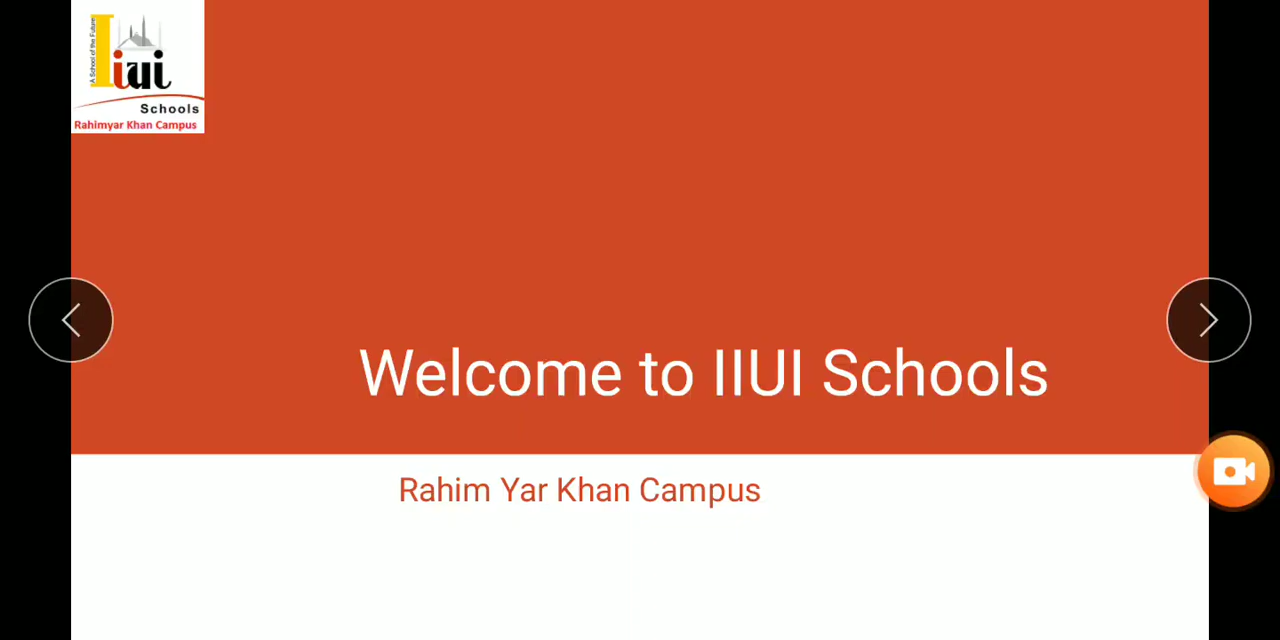 A School of the Future
Iiui
Schools
Rahimyar Khan Campus
Welcome to IIUI Schools
Rahim Yar Khan Campus